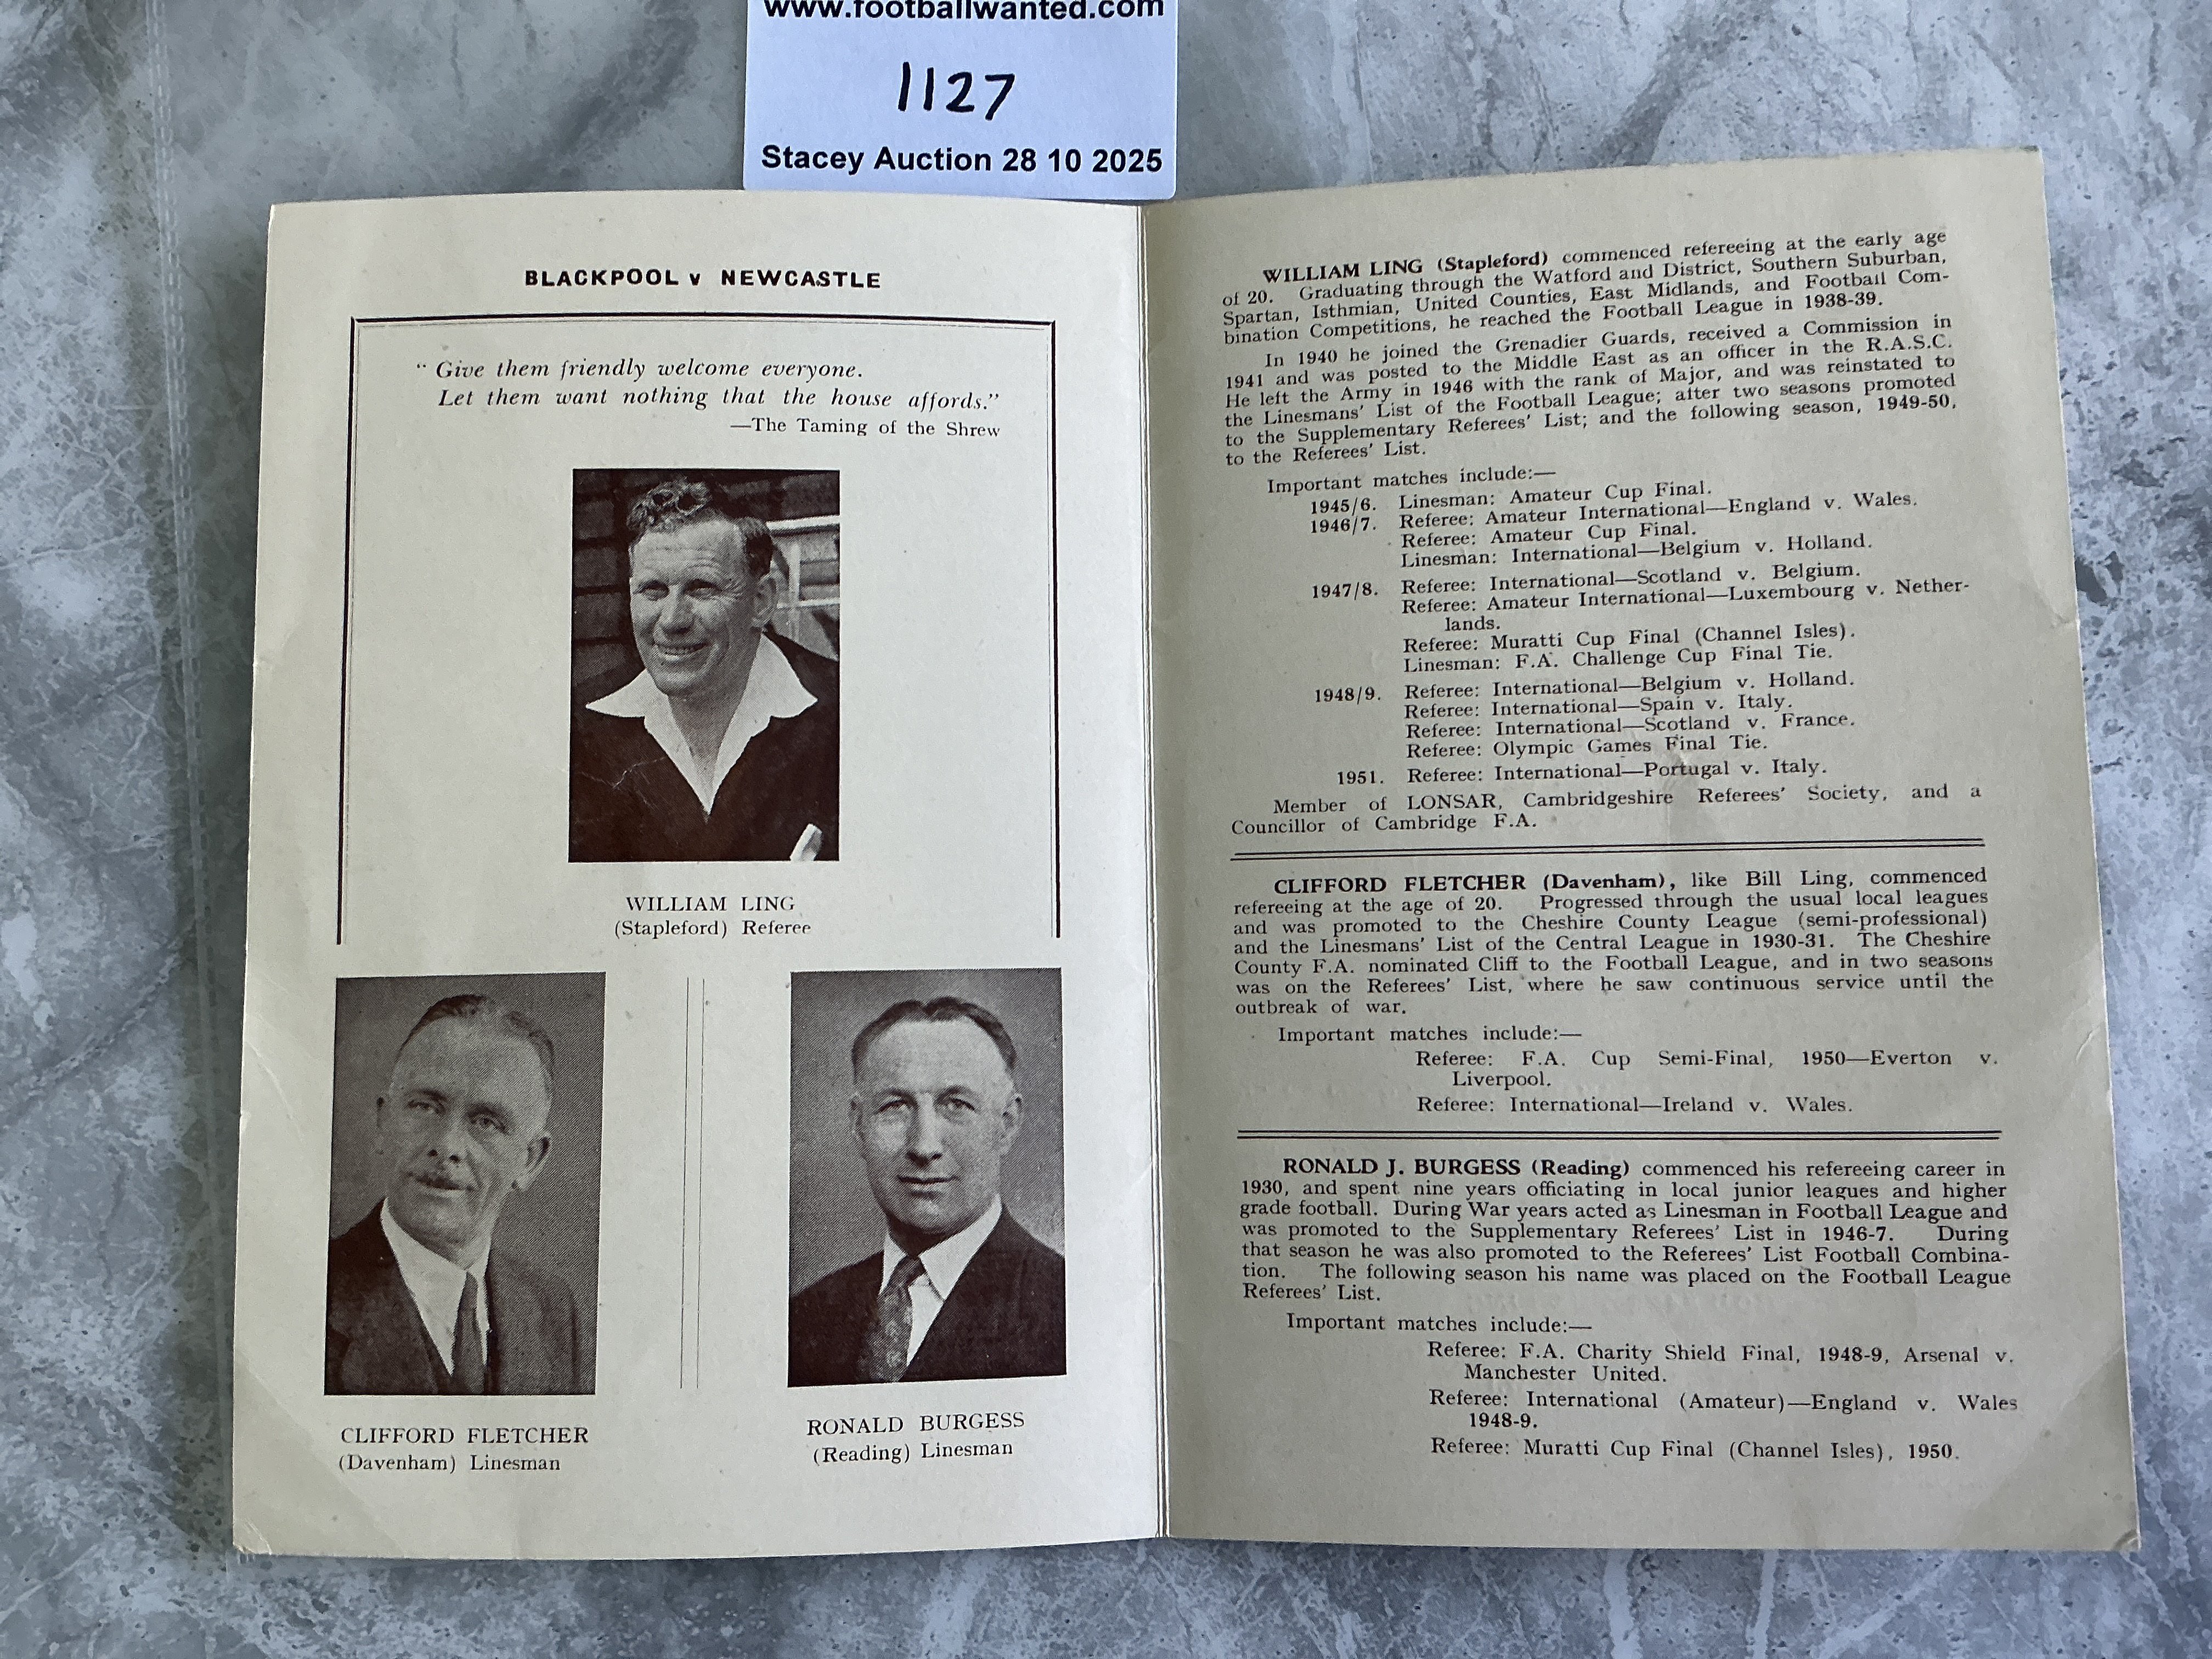 www.footballwanted.com
1127
Stacey Auction 28 10 2025
BLACKPOOL v NEWCASTLE
“ Give them friendly welcome everyone.
Let them want nothing that the house affords.”
—The Taming of the Shrew
WILLIAM LING
(Stapleford) Referee
CLIFFORD FLETCHER
(Davenham) Linesman
RONALD BURGESS
(Reading) Linesman
WILLIAM LING (Stapleford) commenced refereeing at the early age
of 20. Graduating through the Watford and District, Southern Suburban,
Spartan, Isthmian, United Counties, East Midlands, and Football Com-
bination Competitions, he reached the Football League in 1938-39.
In 1940 he joined the Grenadier Guards, received a Commission in
1941 and was posted to the Middle East as an officer in the R.A.S.C.
He left the Army in 1946 with the rank of Major, and was reinstated to
the Linesmans’ List of the Football League; after two seasons promoted
to the Supplementary Referees’ List; and the following season, 1949-50,
to the Referees’ List.
Important matches include:—
1945/6. Linesman: Amateur Cup Final.
1946/7. Referee: Amateur International—England v. Wales.
Referee: Amateur Cup Final.
Linesman: International—Belgium v. Holland.
1947/8. Referee: International—Scotland v. Belgium.
Referee: Amateur International—Luxembourg v. Nether-
lands.
Referee: Muratti Cup Final (Channel Isles).
Linesman: F.A. Challenge Cup Final Tie.
1948/9. Referee: International—Belgium v. Holland.
Referee: International—Spain v. Italy.
Referee: International—Scotland v. France.
Referee: Olympic Games Final Tie.
1951. Referee: International—Portugal v. Italy.
Member of LONSAR, Cambridgeshire Referees’ Society, and a
Councillor of Cambridge F.A.
CLIFFORD FLETCHER (Davenham), like Bill Ling, commenced
refereeing at the age of 20. Progressed through the usual local leagues
and was promoted to the Cheshire County League (semi-professional)
and the Linesmans’ List of the Central League in 1930-31. The Cheshire
County F.A. nominated Cliff to the Football League, and in two seasons
was on the Referees’ List, where he saw continuous service until the
outbreak of war.
Important matches include:—
Referee: F.A. Cup Semi-Final, 1950—Everton v.
Liverpool.
Referee: International—Ireland v. Wales.
RONALD J. BURGESS (Reading) commenced his refereeing career in
1930, and spent nine years officiating in local junior leagues and higher
grade football. During War years acted as Linesman in Football League and
was promoted to the Supplementary Referees’ List in 1946-7. During
that season he was also promoted to the Referees’ List Football Combina-
tion. The following season his name was placed on the Football League
Referees’ List.
Important matches include:—
Referee: F.A. Charity Shield Final, 1948-9, Arsenal v.
Manchester United.
Referee: International (Amateur)—England v. Wales
1948-9.
Referee: Muratti Cup Final (Channel Isles), 1950.